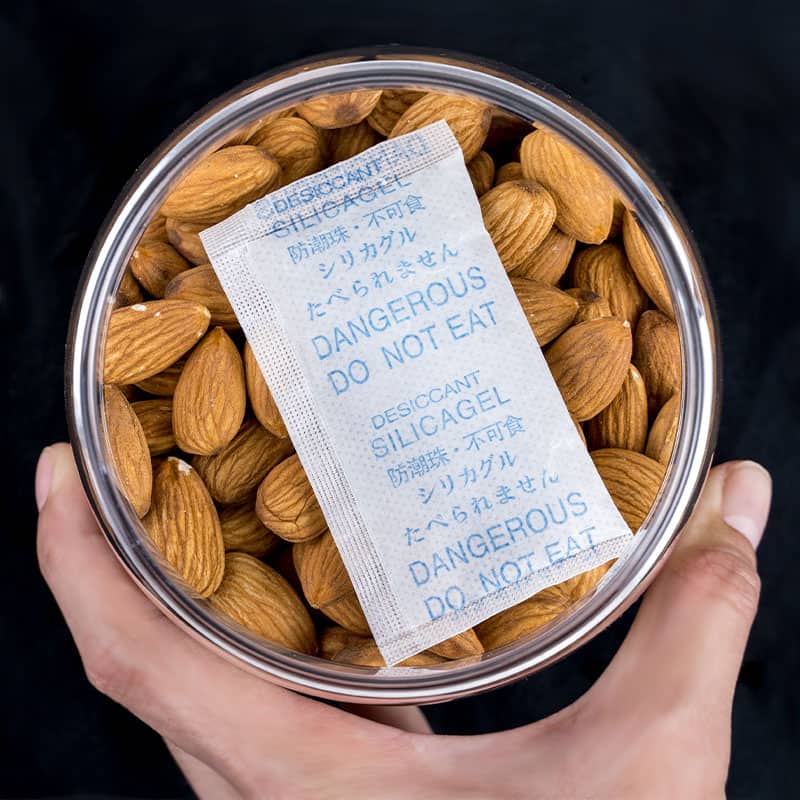 DESICCANT
SILICAGEL
防潮珠・不可食
シリカグル
たべられません
DANGEROUS
DO NOT EAT
DESICCANT
SILICAGEL
防潮珠・不可食
シリカグル
たべられません
DANGEROUS
DO NOT EAT